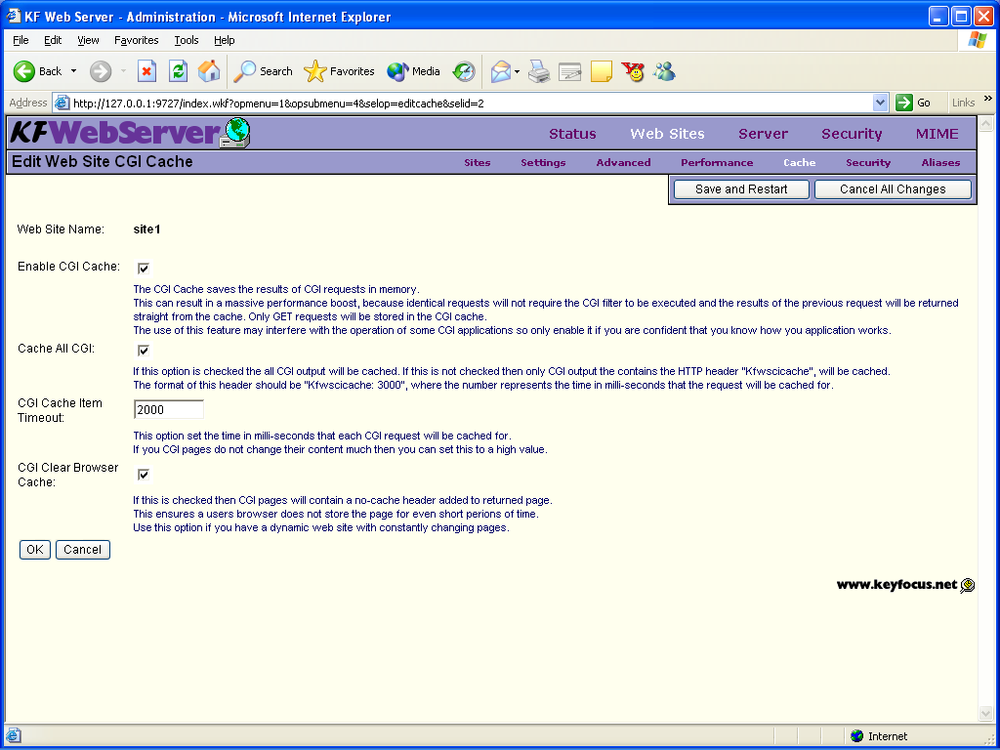 KF Web Server - Administration - Microsoft Internet Explorer
File Edit View Favorites Tools Help
Back Search Favorites Media
Address http://127.0.0.1:9727/index.wkf?opmenu=1&opsubmenu=4&selop=editcache&selid=2 Go Links »
KFWebServer Status Web Sites Server Security MIME
Edit Web Site CGI Cache Sites Settings Advanced Performance Cache Security Aliases
Save and Restart Cancel All Changes
Web Site Name: site1
Enable CGI Cache:
The CGI Cache saves the results of CGI requests in memory.
This can result in a massive performance boost, because identical requests will not require the CGI filter to be executed and the results of the previous request will be returned
straight from the cache. Only GET requests will be stored in the CGI cache.
The use of this feature may interfere with the operation of some CGI applications so only enable it if you are confident that you know how you application works.
Cache All CGI:
If this option is checked the all CGI output will be cached. If this is not checked then only CGI output the contains the HTTP header "Kfwscicache", will be cached.
The format of this header should be "Kfwscicache: 3000", where the number represents the time in milli-seconds that the request will be cached for.
CGI Cache Item
Timeout:
2000
This option set the time in milli-seconds that each CGI request will be cached for.
If you CGI pages do not change their content much then you can set this to a high value.
CGI Clear Browser
Cache:
If this is checked then CGI pages will contain a no-cache header added to returned page.
This ensures a users browser does not store the page for even short perions of time.
Use this option if you have a dynamic web site with constantly changing pages.
OK Cancel
www.keyfocus.net
Internet